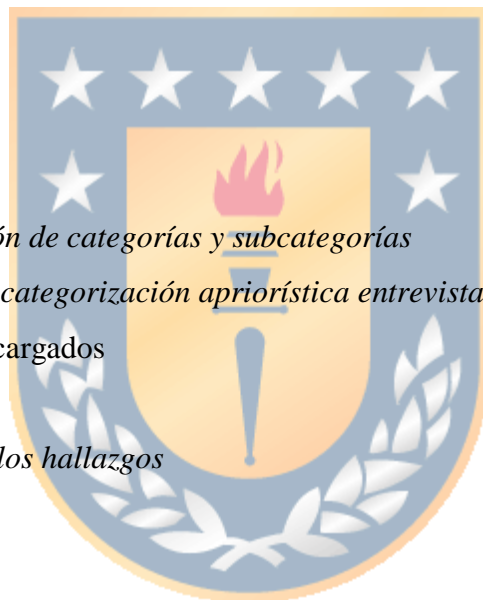 ón de categorías y subcategorías
categorización apriorística entrevista
cargados
los hallazgos